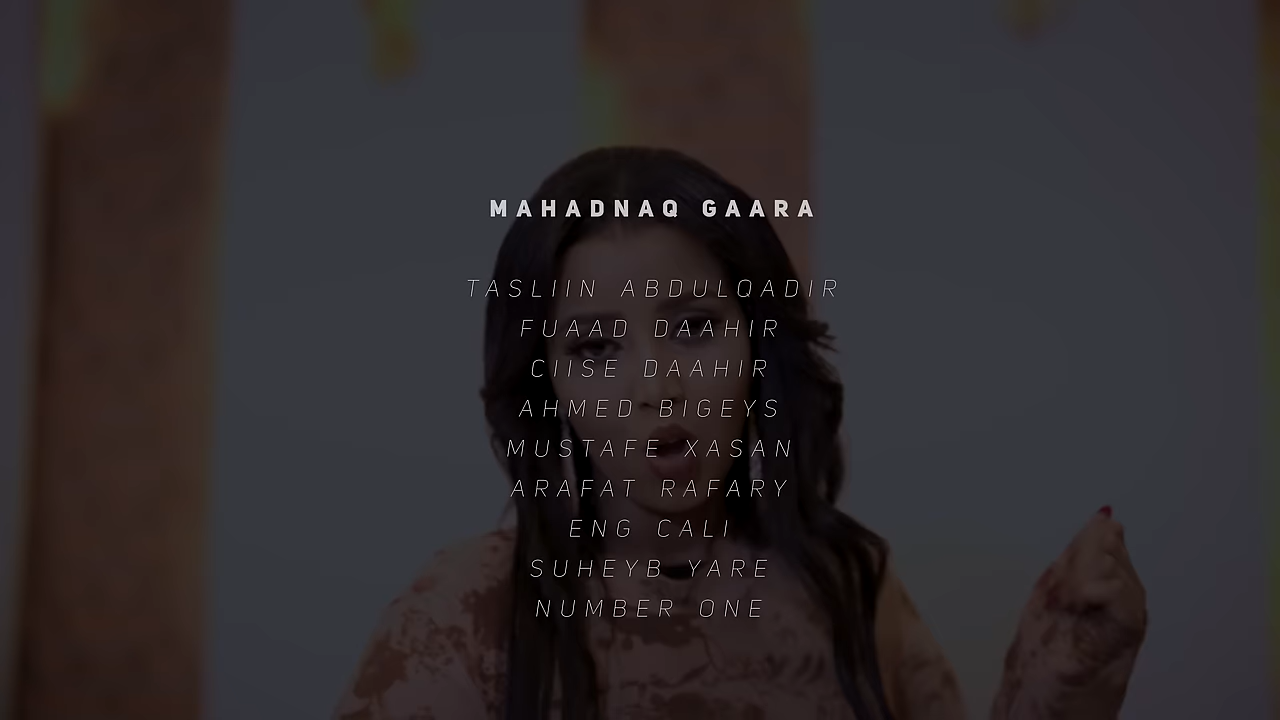 MAHADNAQ GAARA
TASLIIN ABDULQADIR
FUAAD DAAHIR
CIISE DAAHIR
AHMED BIGEYS
MUSTAFE XASAN
ARAFAT RAFARY
ENG CALI
SUHEYB YARE
NUMBER ONE